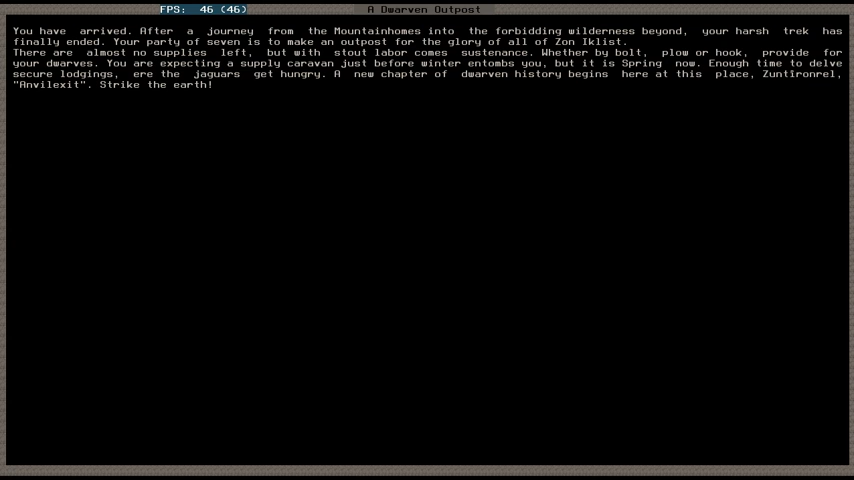 FPS: 46 (46)
A Dwarven Outpost
You have arrived. After a journey from the Mountainhomes into the forbidding wilderness beyond, your harsh trek has
finally ended. Your party of seven is to make an outpost for the glory of all of Zon Iklist.
There are almost no supplies left, but with stout labor comes sustenance. Whether by bolt, plow or hook, provide for
your dwarves. You are expecting a supply caravan just before winter entombs you, but it is Spring now. Enough time to delve
secure lodgings, ere the jaguars get hungry. A new chapter of dwarven history begins here at this place, Zuntîronrel,
"Anvilexit". Strike the earth!